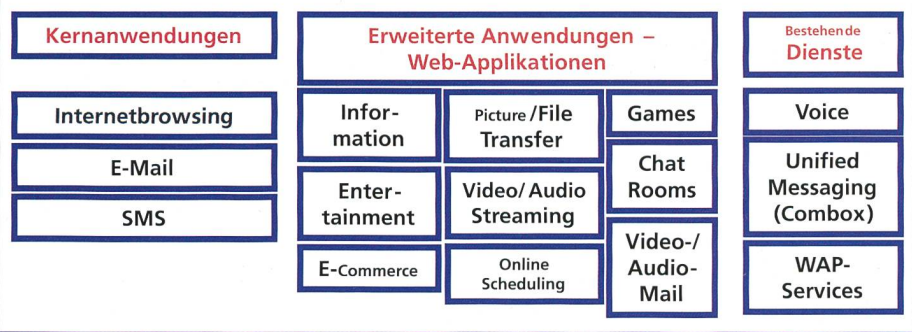 Kernanwendungen
Internetbrowsing
E-Mail
SMS
Erweiterte Anwendungen –
Web-Applikationen
Infor-
mation
Enter-
tainment
E-Commerce
Picture/File
Transfer
Video/Audio
Streaming
Online
Scheduling
Games
Chat
Rooms
Video-/
Audio-
Mail
Bestehende
Dienste
Voice
Unified
Messaging
(Combox)
WAP-
Services